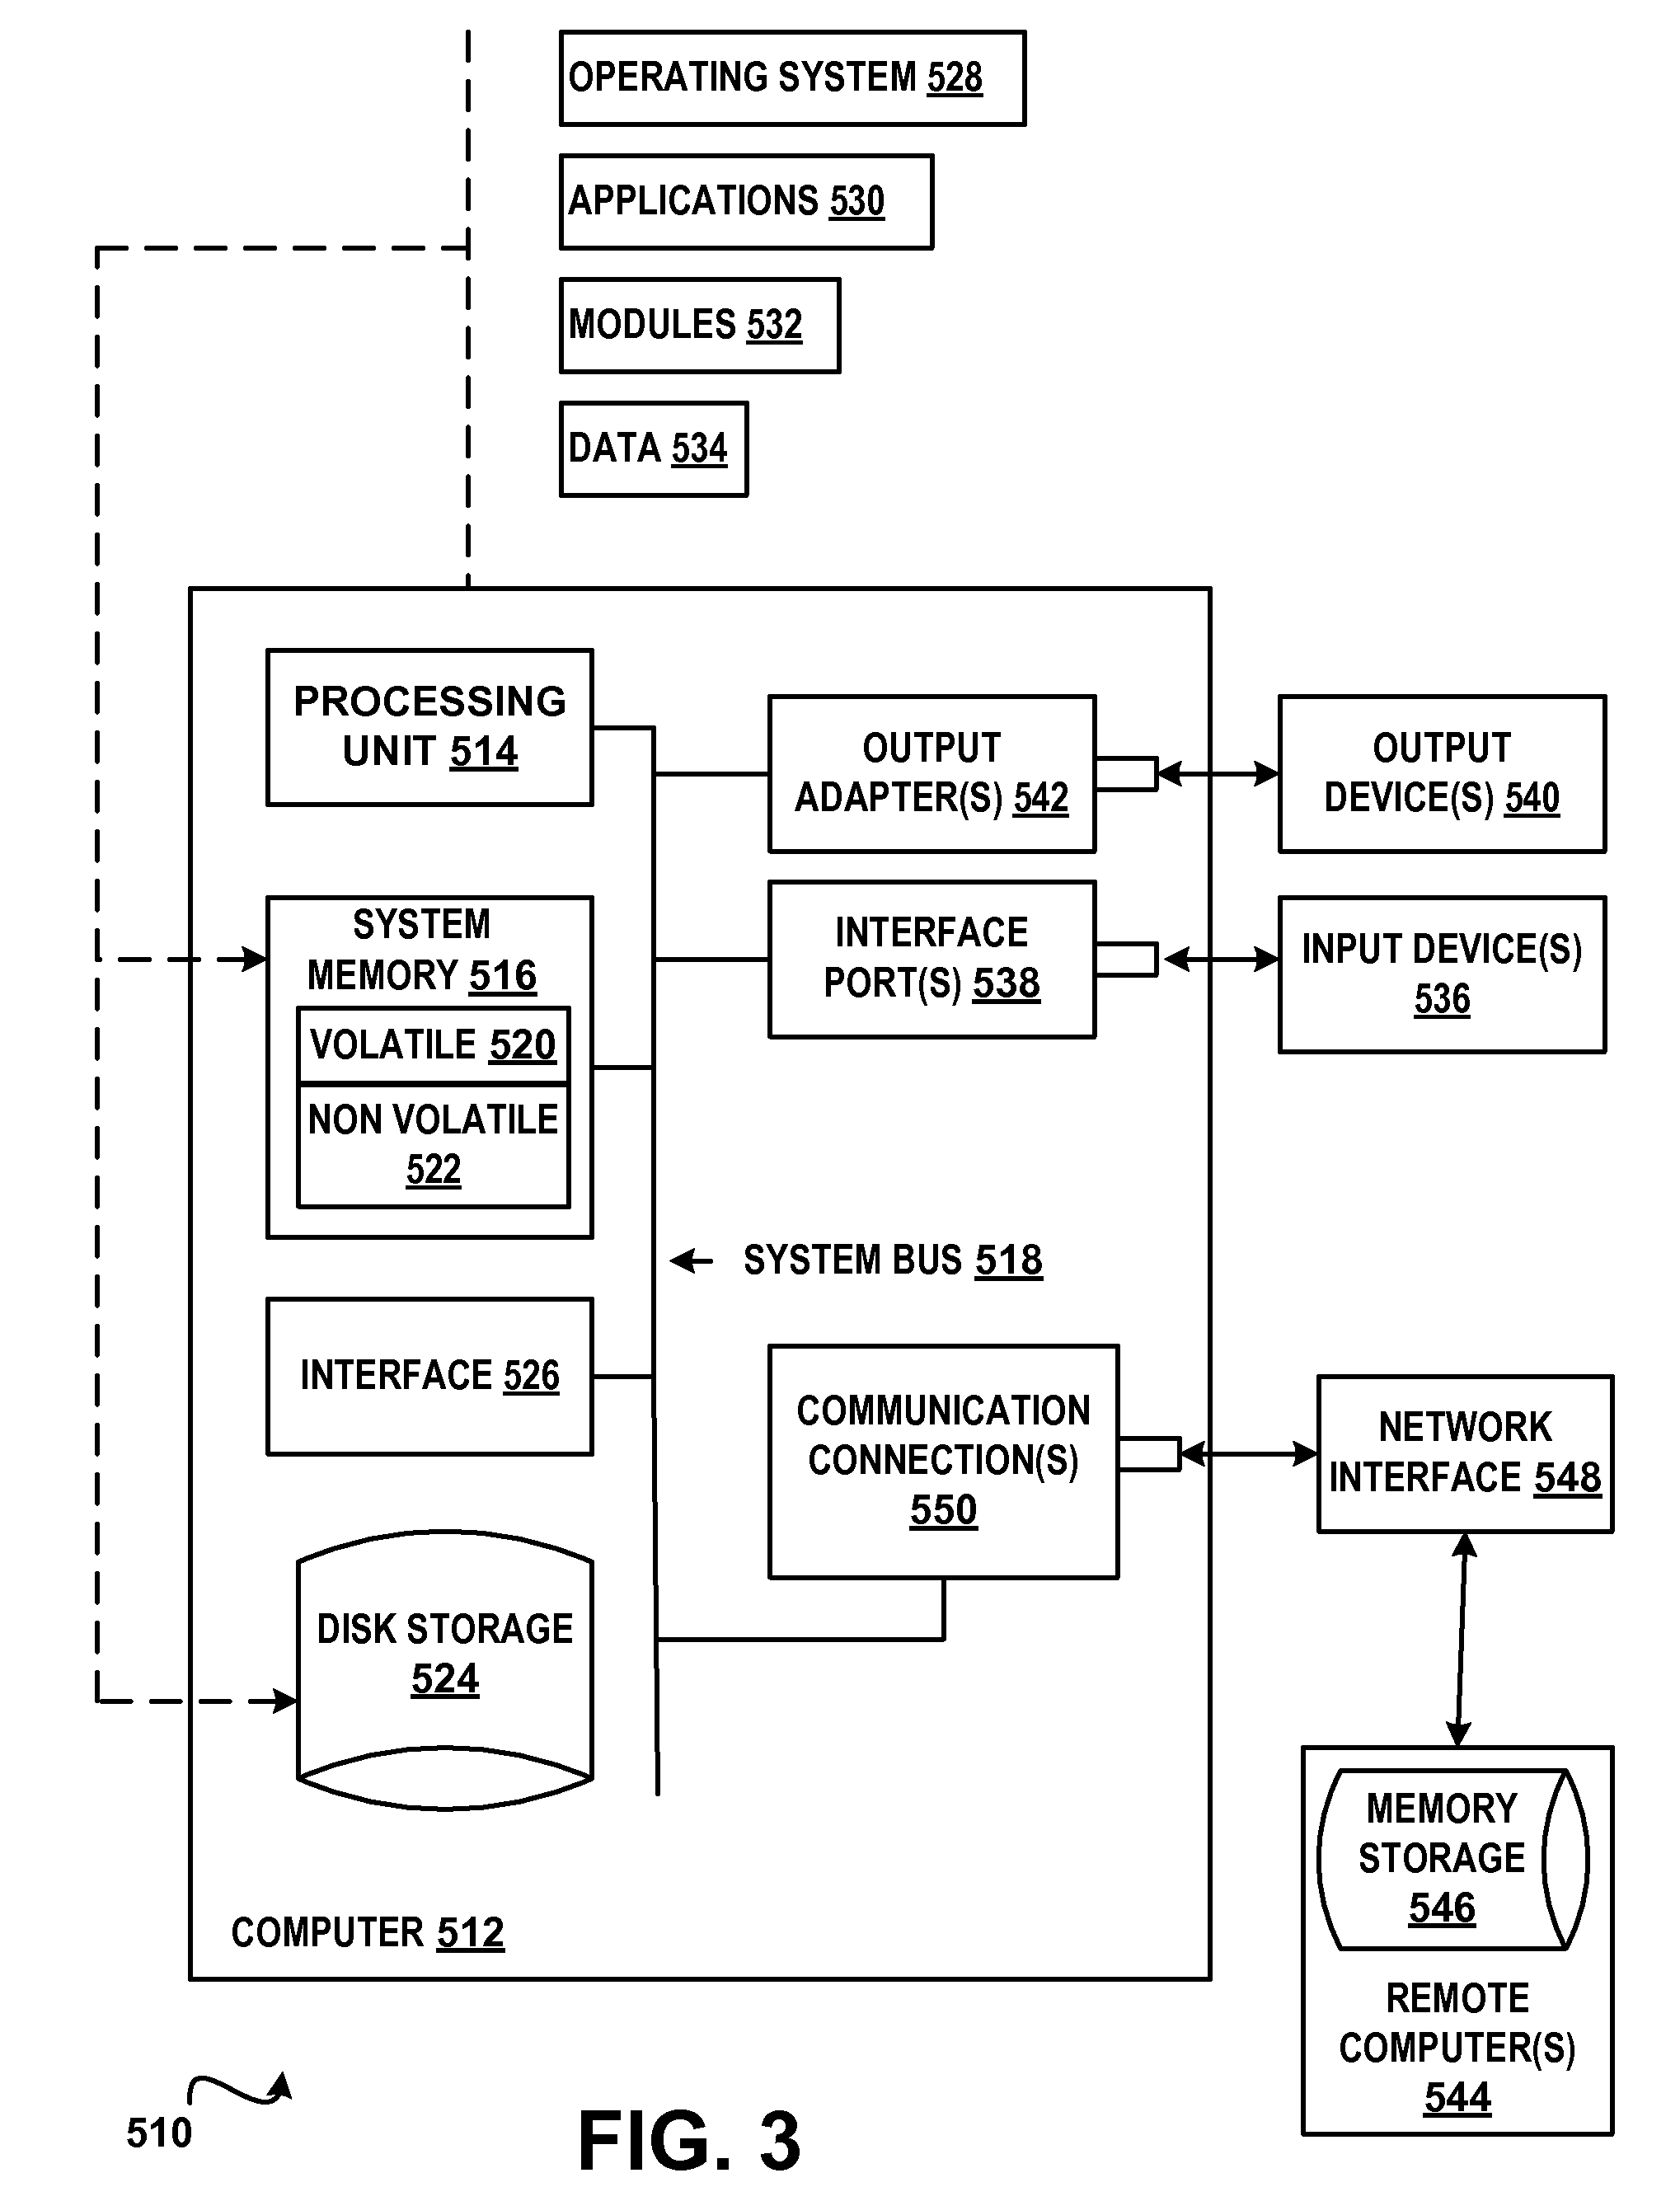 OPERATING SYSTEM 528
APPLICATIONS 530
MODULES 532
DATA 534
PROCESSING
UNIT 514
OUTPUT
ADAPTER(S) 542
OUTPUT
DEVICE(S) 540
SYSTEM
MEMORY 516
VOLATILE 520
NON VOLATILE
522
INTERFACE
PORT(S) 538
INPUT DEVICE(S)
536
SYSTEM BUS 518
INTERFACE 526
COMMUNICATION
CONNECTION(S)
550
NETWORK
INTERFACE 548
DISK STORAGE
524
MEMORY
STORAGE
546
REMOTE
COMPUTER(S)
544
COMPUTER 512
510
FIG. 3